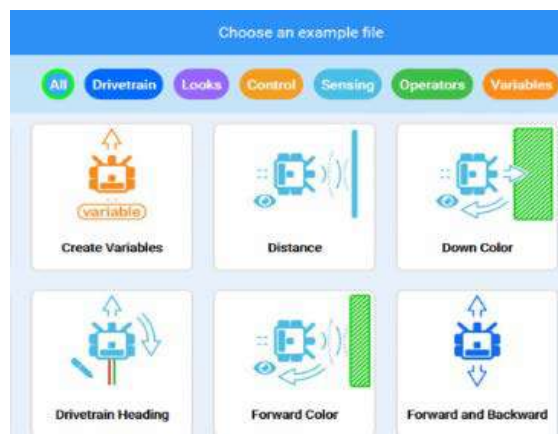 Choose an example file
All Drivetrain Looks Control Sensing Operators Variables
(variable)
Create Variables Distance Down Color
Drivetrain Heading Forward Color Forward and Backward